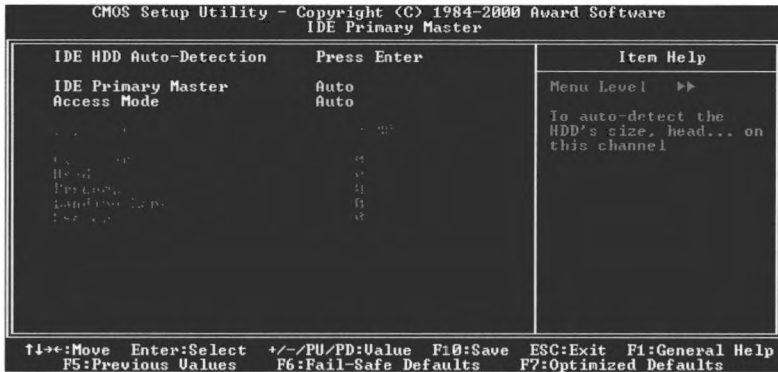 CMOS Setup Utility - Copyright (C) 1984-2000 Award Software
IDE Primary Master
IDE HDD Auto-Detection Press Enter
IDE Primary Master Auto
Access Mode Auto
Head
Landing Zone
Item Help
Menu Level ▶▶
To auto-detect the
HDD's size, head... on
this channel
↑↓→←:Move Enter:Select +/-/PU/PD:Value F10:Save ESC:Exit F1:General Help
F5:Previous Values F6:Fail-Safe Defaults F7:Optimized Defaults